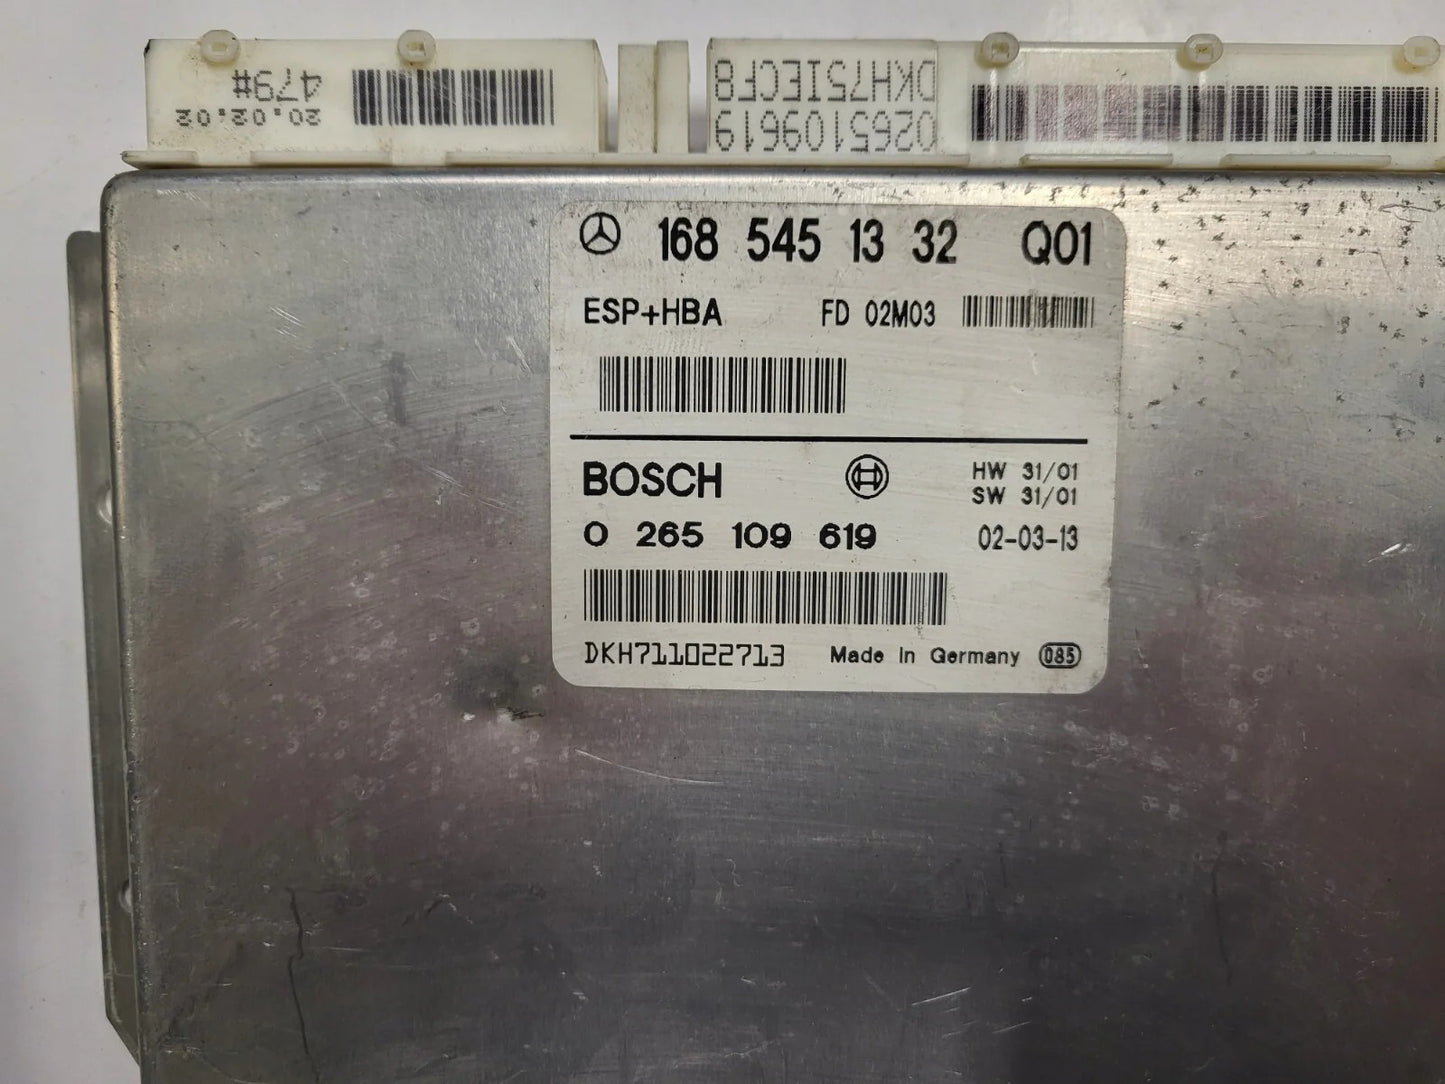 479#
20.02.02
DKH75IECF8
0265109619
168 545 13 32 Q01
ESP+HBA FD 02M03
BOSCH
HW 31/01
SW 31/01
0 265 109 619 02-03-13
DKH711022713 Made in Germany 085